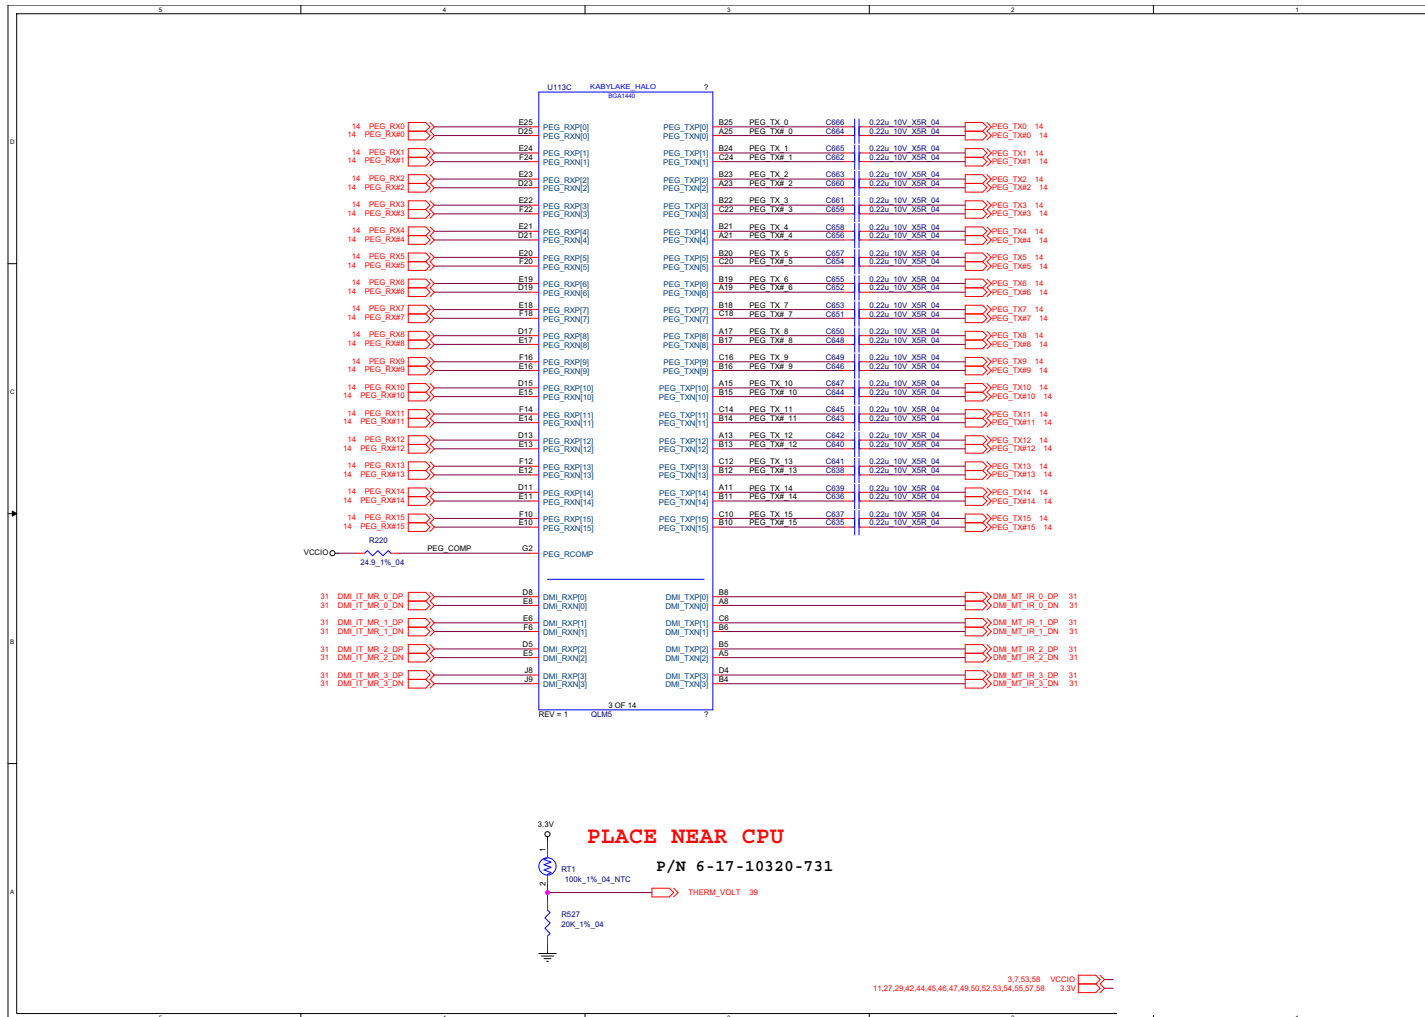 5 4 3 2 1
U113C KABYLAKE_HALO ?
BGA1440
14 PEG_RX0 E25 PEG_RXP[0] PEG_TXP[0] B25 PEG_TX_0 C666 0.22u_10V_X5R_04 PEG_TX0 14
14 PEG_RX#0 D25 PEG_RXN[0] PEG_TXN[0] A25 PEG_TX#_0 C664 0.22u_10V_X5R_04 PEG_TX#0 14
D
14 PEG_RX1 E24 PEG_RXP[1] PEG_TXP[1] B24 PEG_TX_1 C665 0.22u_10V_X5R_04 PEG_TX1 14
14 PEG_RX#1 F24 PEG_RXN[1] PEG_TXN[1] C24 PEG_TX#_1 C662 0.22u_10V_X5R_04 PEG_TX#1 14
14 PEG_RX2 E23 PEG_RXP[2] PEG_TXP[2] B23 PEG_TX_2 C663 0.22u_10V_X5R_04 PEG_TX2 14
14 PEG_RX#2 D23 PEG_RXN[2] PEG_TXN[2] A23 PEG_TX#_2 C660 0.22u_10V_X5R_04 PEG_TX#2 14
14 PEG_RX3 E22 PEG_RXP[3] PEG_TXP[3] B22 PEG_TX_3 C661 0.22u_10V_X5R_04 PEG_TX3 14
14 PEG_RX#3 F22 PEG_RXN[3] PEG_TXN[3] C22 PEG_TX#_3 C659 0.22u_10V_X5R_04 PEG_TX#3 14
14 PEG_RX4 E21 PEG_RXP[4] PEG_TXP[4] B21 PEG_TX_4 C658 0.22u_10V_X5R_04 PEG_TX4 14
14 PEG_RX#4 D21 PEG_RXN[4] PEG_TXN[4] A21 PEG_TX#_4 C656 0.22u_10V_X5R_04 PEG_TX#4 14
14 PEG_RX5 E20 PEG_RXP[5] PEG_TXP[5] B20 PEG_TX_5 C657 0.22u_10V_X5R_04 PEG_TX5 14
14 PEG_RX#5 F20 PEG_RXN[5] PEG_TXN[5] C20 PEG_TX#_5 C654 0.22u_10V_X5R_04 PEG_TX#5 14
14 PEG_RX6 E19 PEG_RXP[6] PEG_TXP[6] B19 PEG_TX_6 C655 0.22u_10V_X5R_04 PEG_TX6 14
14 PEG_RX#6 D19 PEG_RXN[6] PEG_TXN[6] A19 PEG_TX#_6 C652 0.22u_10V_X5R_04 PEG_TX#6 14
14 PEG_RX7 E18 PEG_RXP[7] PEG_TXP[7] B18 PEG_TX_7 C653 0.22u_10V_X5R_04 PEG_TX7 14
14 PEG_RX#7 F18 PEG_RXN[7] PEG_TXN[7] C18 PEG_TX#_7 C651 0.22u_10V_X5R_04 PEG_TX#7 14
14 PEG_RX8 D17 PEG_RXP[8] PEG_TXP[8] A17 PEG_TX_8 C650 0.22u_10V_X5R_04 PEG_TX8 14
14 PEG_RX#8 E17 PEG_RXN[8] PEG_TXN[8] B17 PEG_TX#_8 C648 0.22u_10V_X5R_04 PEG_TX#8 14
14 PEG_RX9 F16 PEG_RXP[9] PEG_TXP[9] C16 PEG_TX_9 C649 0.22u_10V_X5R_04 PEG_TX9 14
14 PEG_RX#9 E16 PEG_RXN[9] PEG_TXN[9] B16 PEG_TX#_9 C646 0.22u_10V_X5R_04 PEG_TX#9 14
C
14 PEG_RX10 D15 PEG_RXP[10] PEG_TXP[10] A15 PEG_TX_10 C647 0.22u_10V_X5R_04 PEG_TX10 14
14 PEG_RX#10 E15 PEG_RXN[10] PEG_TXN[10] B15 PEG_TX#_10 C644 0.22u_10V_X5R_04 PEG_TX#10 14
14 PEG_RX11 F14 PEG_RXP[11] PEG_TXP[11] C14 PEG_TX_11 C645 0.22u_10V_X5R_04 PEG_TX11 14
14 PEG_RX#11 E14 PEG_RXN[11] PEG_TXN[11] B14 PEG_TX#_11 C643 0.22u_10V_X5R_04 PEG_TX#11 14
14 PEG_RX12 D13 PEG_RXP[12] PEG_TXP[12] A13 PEG_TX_12 C642 0.22u_10V_X5R_04 PEG_TX12 14
14 PEG_RX#12 E13 PEG_RXN[12] PEG_TXN[12] B13 PEG_TX#_12 C640 0.22u_10V_X5R_04 PEG_TX#12 14
14 PEG_RX13 F12 PEG_RXP[13] PEG_TXP[13] C12 PEG_TX_13 C641 0.22u_10V_X5R_04 PEG_TX13 14
14 PEG_RX#13 E12 PEG_RXN[13] PEG_TXN[13] B12 PEG_TX#_13 C638 0.22u_10V_X5R_04 PEG_TX#13 14
14 PEG_RX14 D11 PEG_RXP[14] PEG_TXP[14] A11 PEG_TX_14 C639 0.22u_10V_X5R_04 PEG_TX14 14
14 PEG_RX#14 E11 PEG_RXN[14] PEG_TXN[14] B11 PEG_TX#_14 C636 0.22u_10V_X5R_04 PEG_TX#14 14
14 PEG_RX15 F10 PEG_RXP[15] PEG_TXP[15] C10 PEG_TX_15 C637 0.22u_10V_X5R_04 PEG_TX15 14
14 PEG_RX#15 E10 PEG_RXN[15] PEG_TXN[15] B10 PEG_TX#_15 C635 0.22u_10V_X5R_04 PEG_TX#15 14
R220
VCCIO PEG_COMP G2 PEG_RCOMP
24.9_1%_04
31 DMI_IT_MR_0_DP D8 DMI_RXP[0] DMI_TXP[0] B8 DMI_MT_IR_0_DP 31
31 DMI_IT_MR_0_DN E8 DMI_RXN[0] DMI_TXN[0] A8 DMI_MT_IR_0_DN 31
31 DMI_IT_MR_1_DP E6 DMI_RXP[1] DMI_TXP[1] C6 DMI_MT_IR_1_DP 31
31 DMI_IT_MR_1_DN F6 DMI_RXN[1] DMI_TXN[1] B6 DMI_MT_IR_1_DN 31
B
31 DMI_IT_MR_2_DP D5 DMI_RXP[2] DMI_TXP[2] B5 DMI_MT_IR_2_DP 31
31 DMI_IT_MR_2_DN E5 DMI_RXN[2] DMI_TXN[2] A5 DMI_MT_IR_2_DN 31
31 DMI_IT_MR_3_DP J8 DMI_RXP[3] DMI_TXP[3] D4 DMI_MT_IR_3_DP 31
31 DMI_IT_MR_3_DN J9 DMI_RXN[3] DMI_TXN[3] B4 DMI_MT_IR_3_DN 31
3 OF 14
REV = 1 QLM5 ?
3.3V
PLACE NEAR CPU
1
P/N 6-17-10320-731
RT1
100k_1%_04_NTC
2
A
THERM_VOLT 39
R527
20K_1%_04
3,7,53,58 VCCIO
11,27,29,42,44,45,46,47,49,50,52,53,54,55,57,58 3.3V